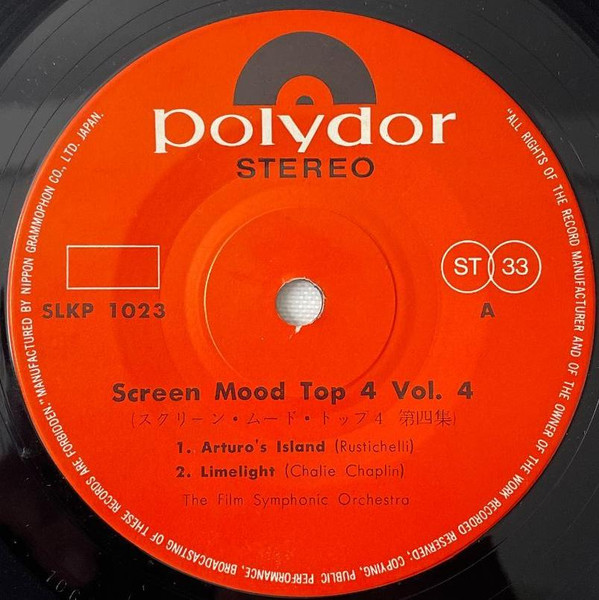 polydor
STEREO
ST 33
SLKP 1023
A
Screen Mood Top 4 Vol. 4
(スクリーン・ムード・トップ4 第四集)
1. Arturo's Island (Rustichelli)
2. Limelight (Chalie Chaplin)
The Film Symphonic Orchestra
"ALL RIGHTS OF THE RECORD MANUFACTURER AND OF THE OWNER OF THE WORK RECORDED RESERVED; COPYING, PUBLIC PERFORMANCE, BROADCASTING OF THESE RECORDS ARE FORBIDDEN." MANUFACTURED BY NIPPON GRAMMOPHON CO., LTD. JAPAN.